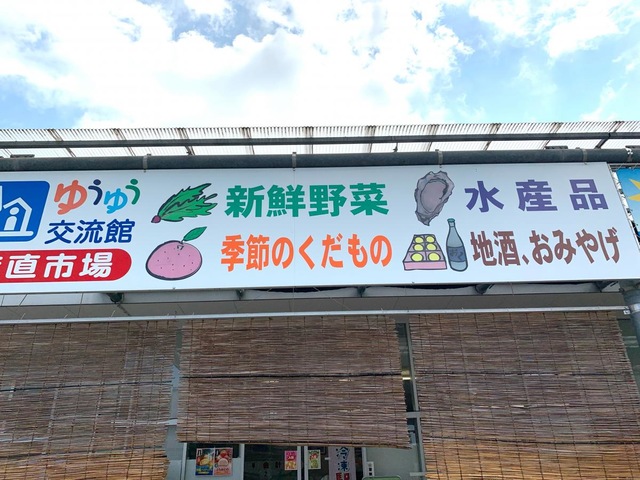 ゆうゆう
交流館
直市場
新鮮野菜
季節のくだもの
水産品
地酒、おみやげ